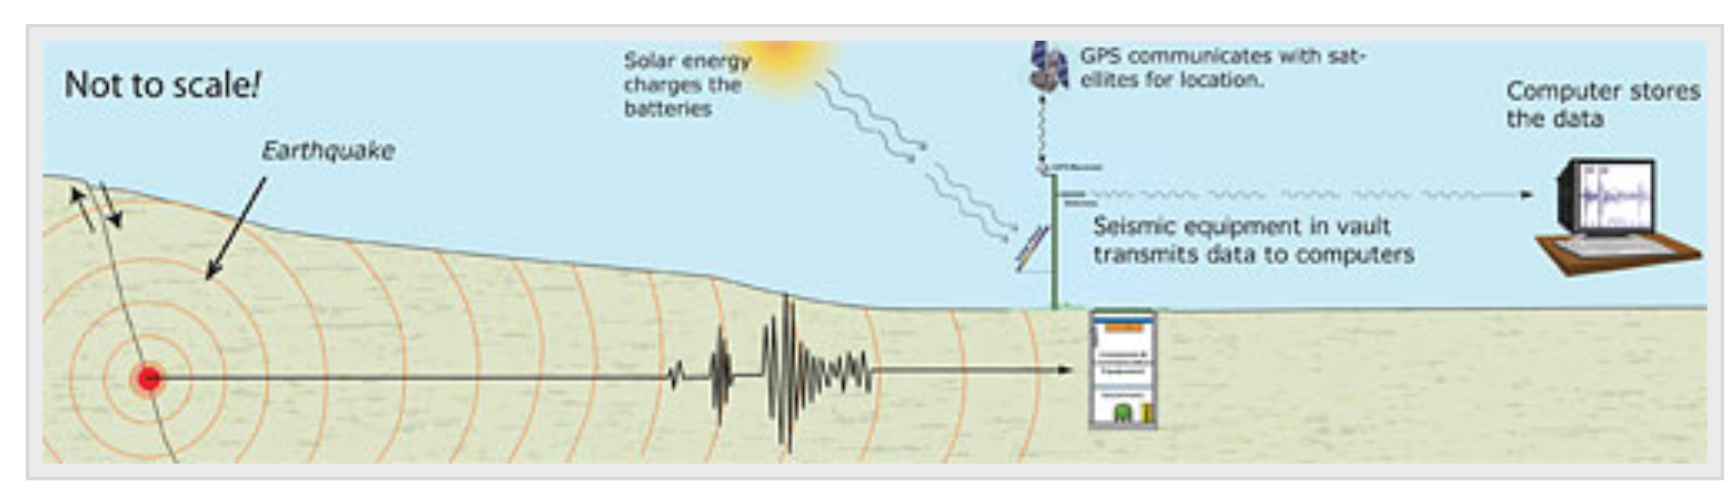 Not to scale!
Earthquake
Solar energy
charges the
batteries
GPS communicates with sat-
ellites for location.
Seismic equipment in vault
transmits data to computers
Computer stores
the data